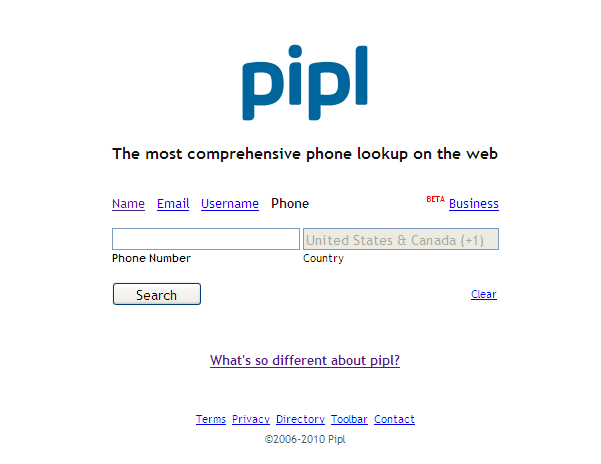 pipl
The most comprehensive phone lookup on the web
Name Email Username Phone BETA Business
United States & Canada (+1)
Phone Number Country
Search Clear
What's so different about pipl?
Terms Privacy Directory Toolbar Contact
©2006-2010 Pipl